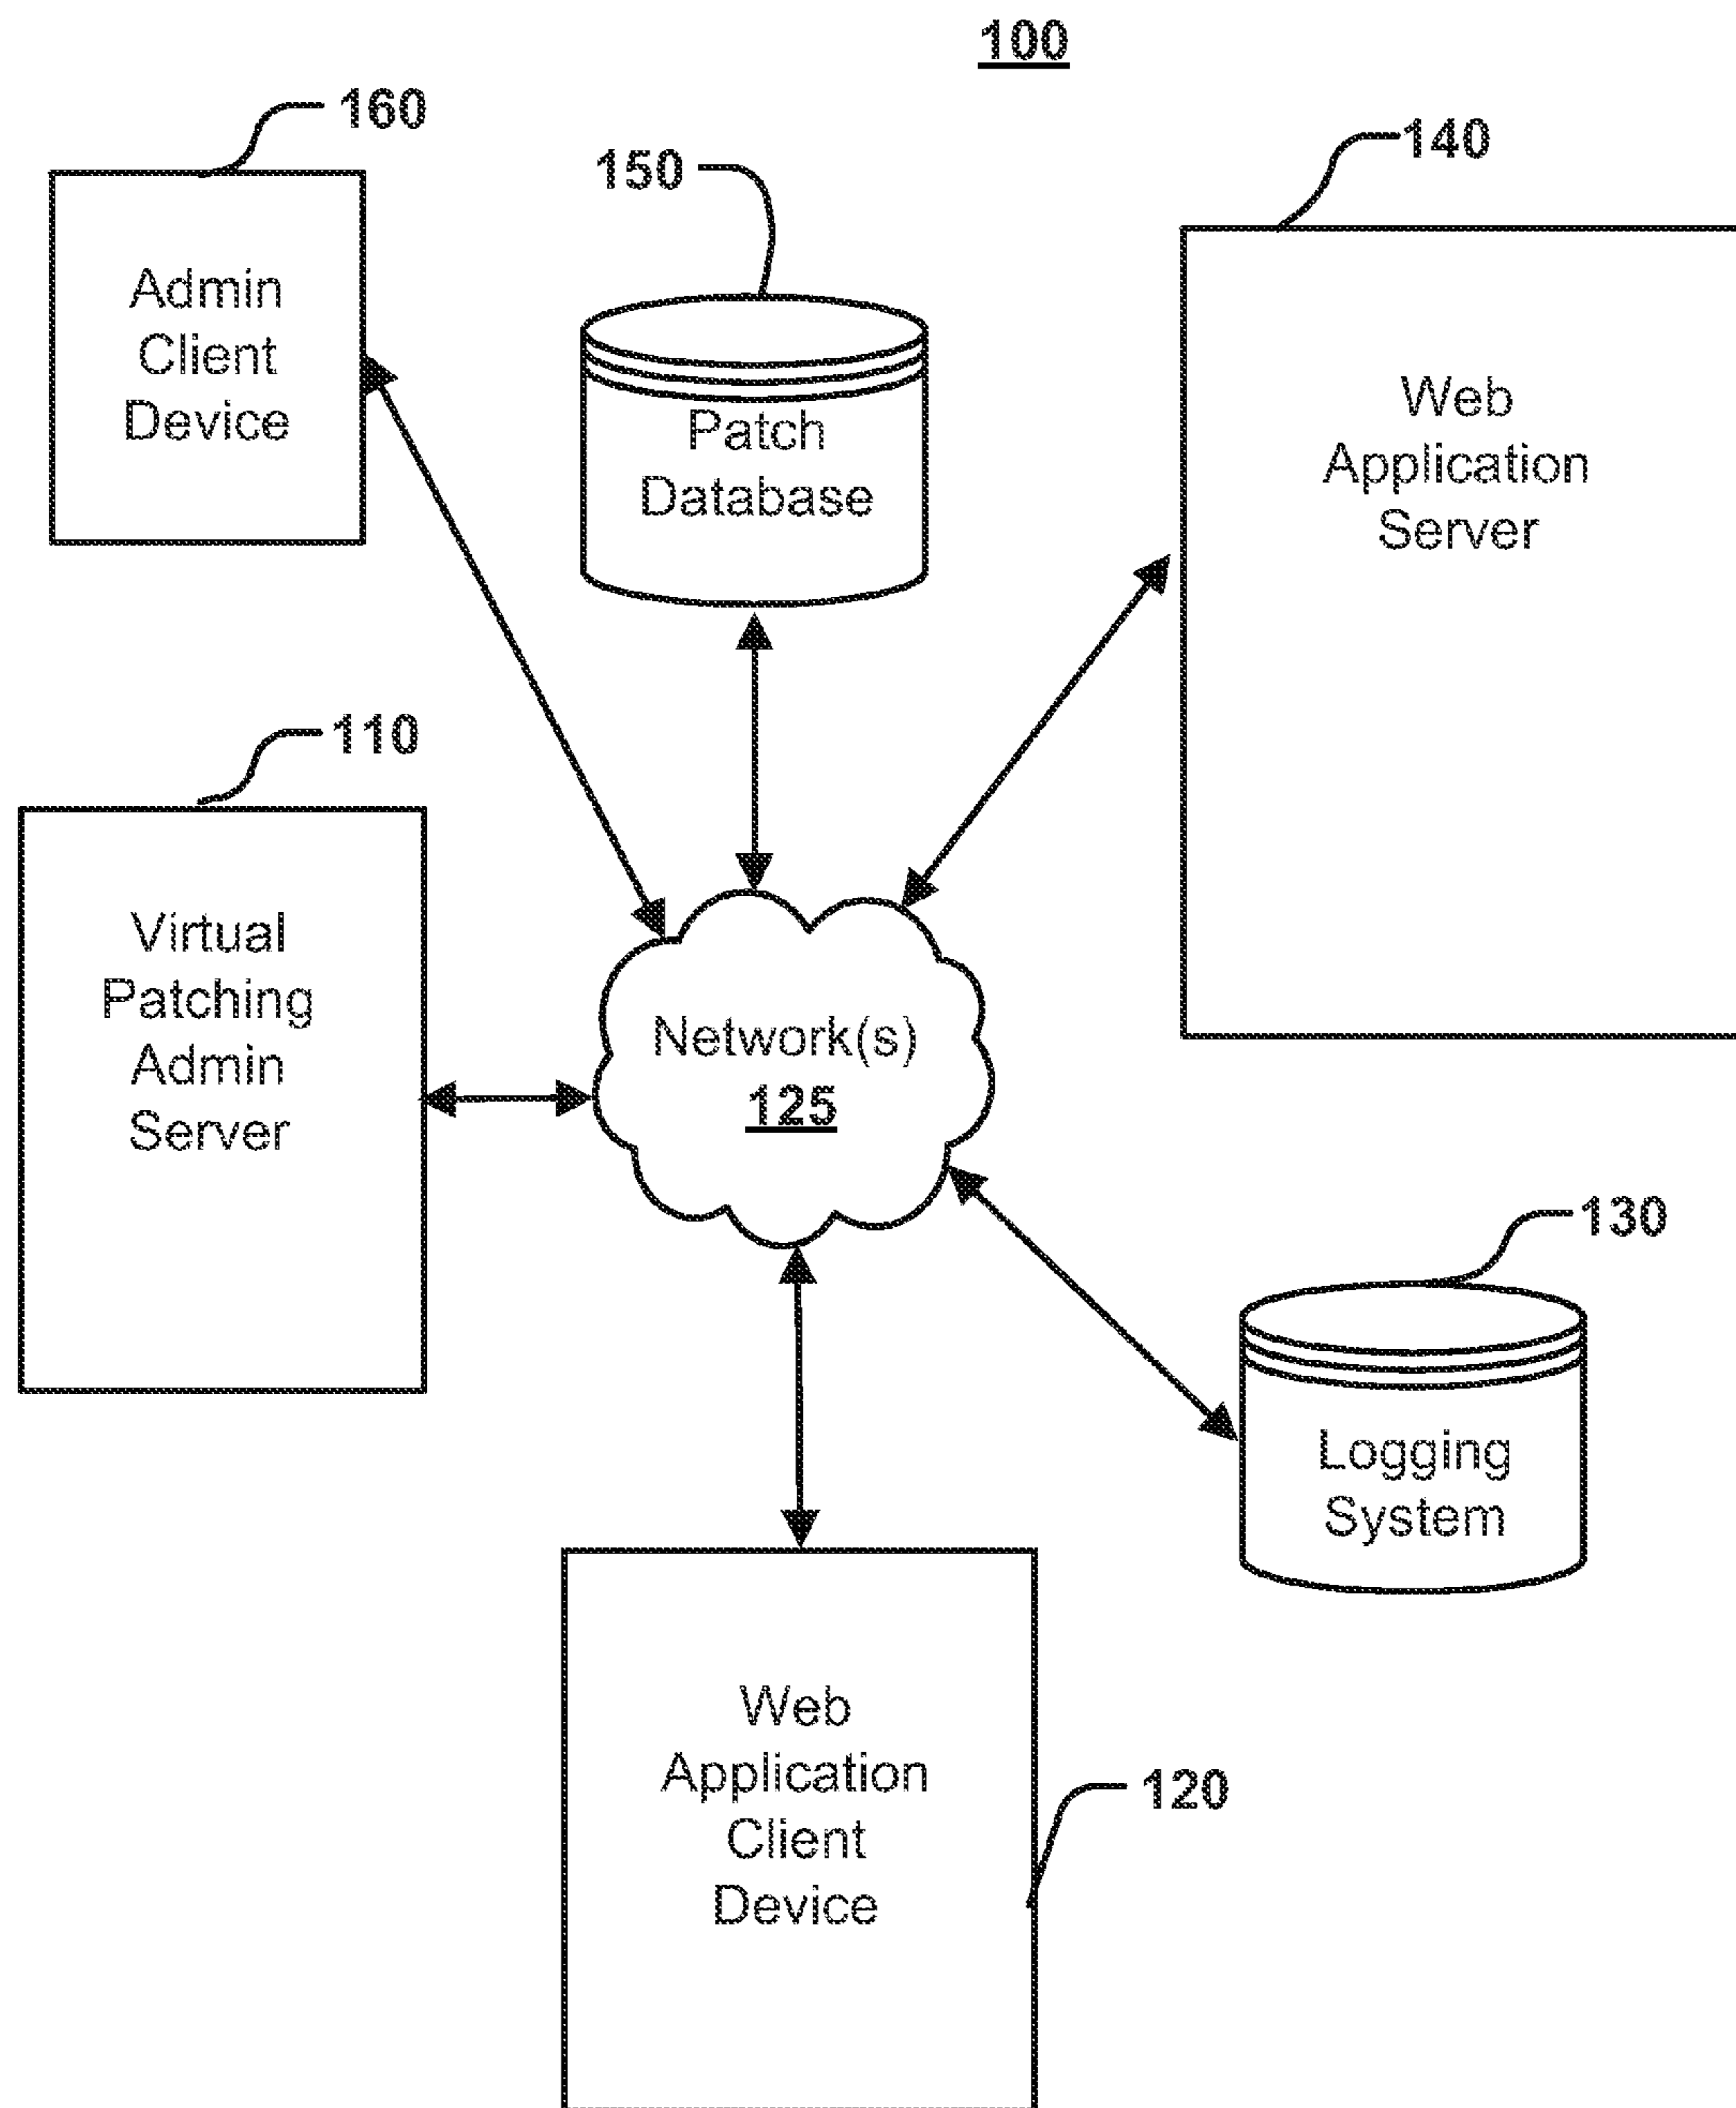 100
160
150
140
Admin
Client
Device
Patch
Database
Web
Application
Server
110
Virtual
Patching
Admin
Server
Network(s)
125
130
Logging
System
Web
Application
Client
Device
120